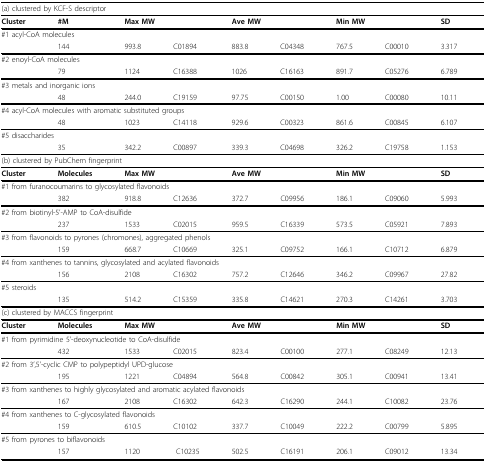 (a) clustered by KCF-S descriptor
Cluster #M Max MW Ave MW Min MW SD
#1 acyl-CoA molecules
144 993.8 C01894 883.8 C04348 767.5 C00010 3.317
#2 enoyl-CoA molecules
79 1124 C16388 1026 C16163 891.7 C05276 6.789
#3 metals and inorganic ions
48 244.0 C19159 97.75 C00150 1.00 C00080 10.11
#4 acyl-CoA molecules with aromatic substituted groups
48 1023 C14118 929.6 C00323 861.6 C00845 6.107
#5 disaccharides
35 342.2 C00897 339.3 C04698 326.2 C19758 1.153
(b) clustered by PubChem fingerprint
Cluster Molecules Max MW Ave MW Min MW SD
#1 from furanocoumarins to glycosylated flavonoids
382 918.8 C12636 372.7 C09956 186.1 C09060 5.993
#2 from biotinyl-5'-AMP to CoA-disulfide
237 1533 C02015 959.5 C16339 573.5 C05921 7.893
#3 from flavonoids to pyrones (chromones), aggregated phenols
159 668.7 C10669 325.1 C09752 166.1 C10712 6.879
#4 from xanthenes to tannins, glycosylated and acylated flavonoids
156 2108 C16302 757.2 C12646 346.2 C09967 27.82
#5 steroids
135 514.2 C15359 335.8 C14621 270.3 C14261 3.703
(c) clustered by MACCS fingerprint
Cluster Molecules Max MW Ave MW Min MW SD
#1 from pyrimidine 5'-deoxynucleotide to CoA-disulfide
432 1533 C02015 823.4 C00100 277.1 C08249 12.13
#2 from 3',5'-cyclic CMP to polypeptidyl UPD-glucose
195 1221 C04894 564.8 C00842 305.1 C00941 13.41
#3 from xanthenes to highly glycosylated and aromatic acylated flavonoids
167 2108 C16302 642.3 C16290 244.1 C10082 23.76
#4 from xanthenes to C-glycosylated flavonoids
159 610.5 C10102 337.7 C10049 222.2 C00799 5.895
#5 from pyrones to biflavonoids
157 1120 C10235 502.5 C16191 206.1 C09012 13.34